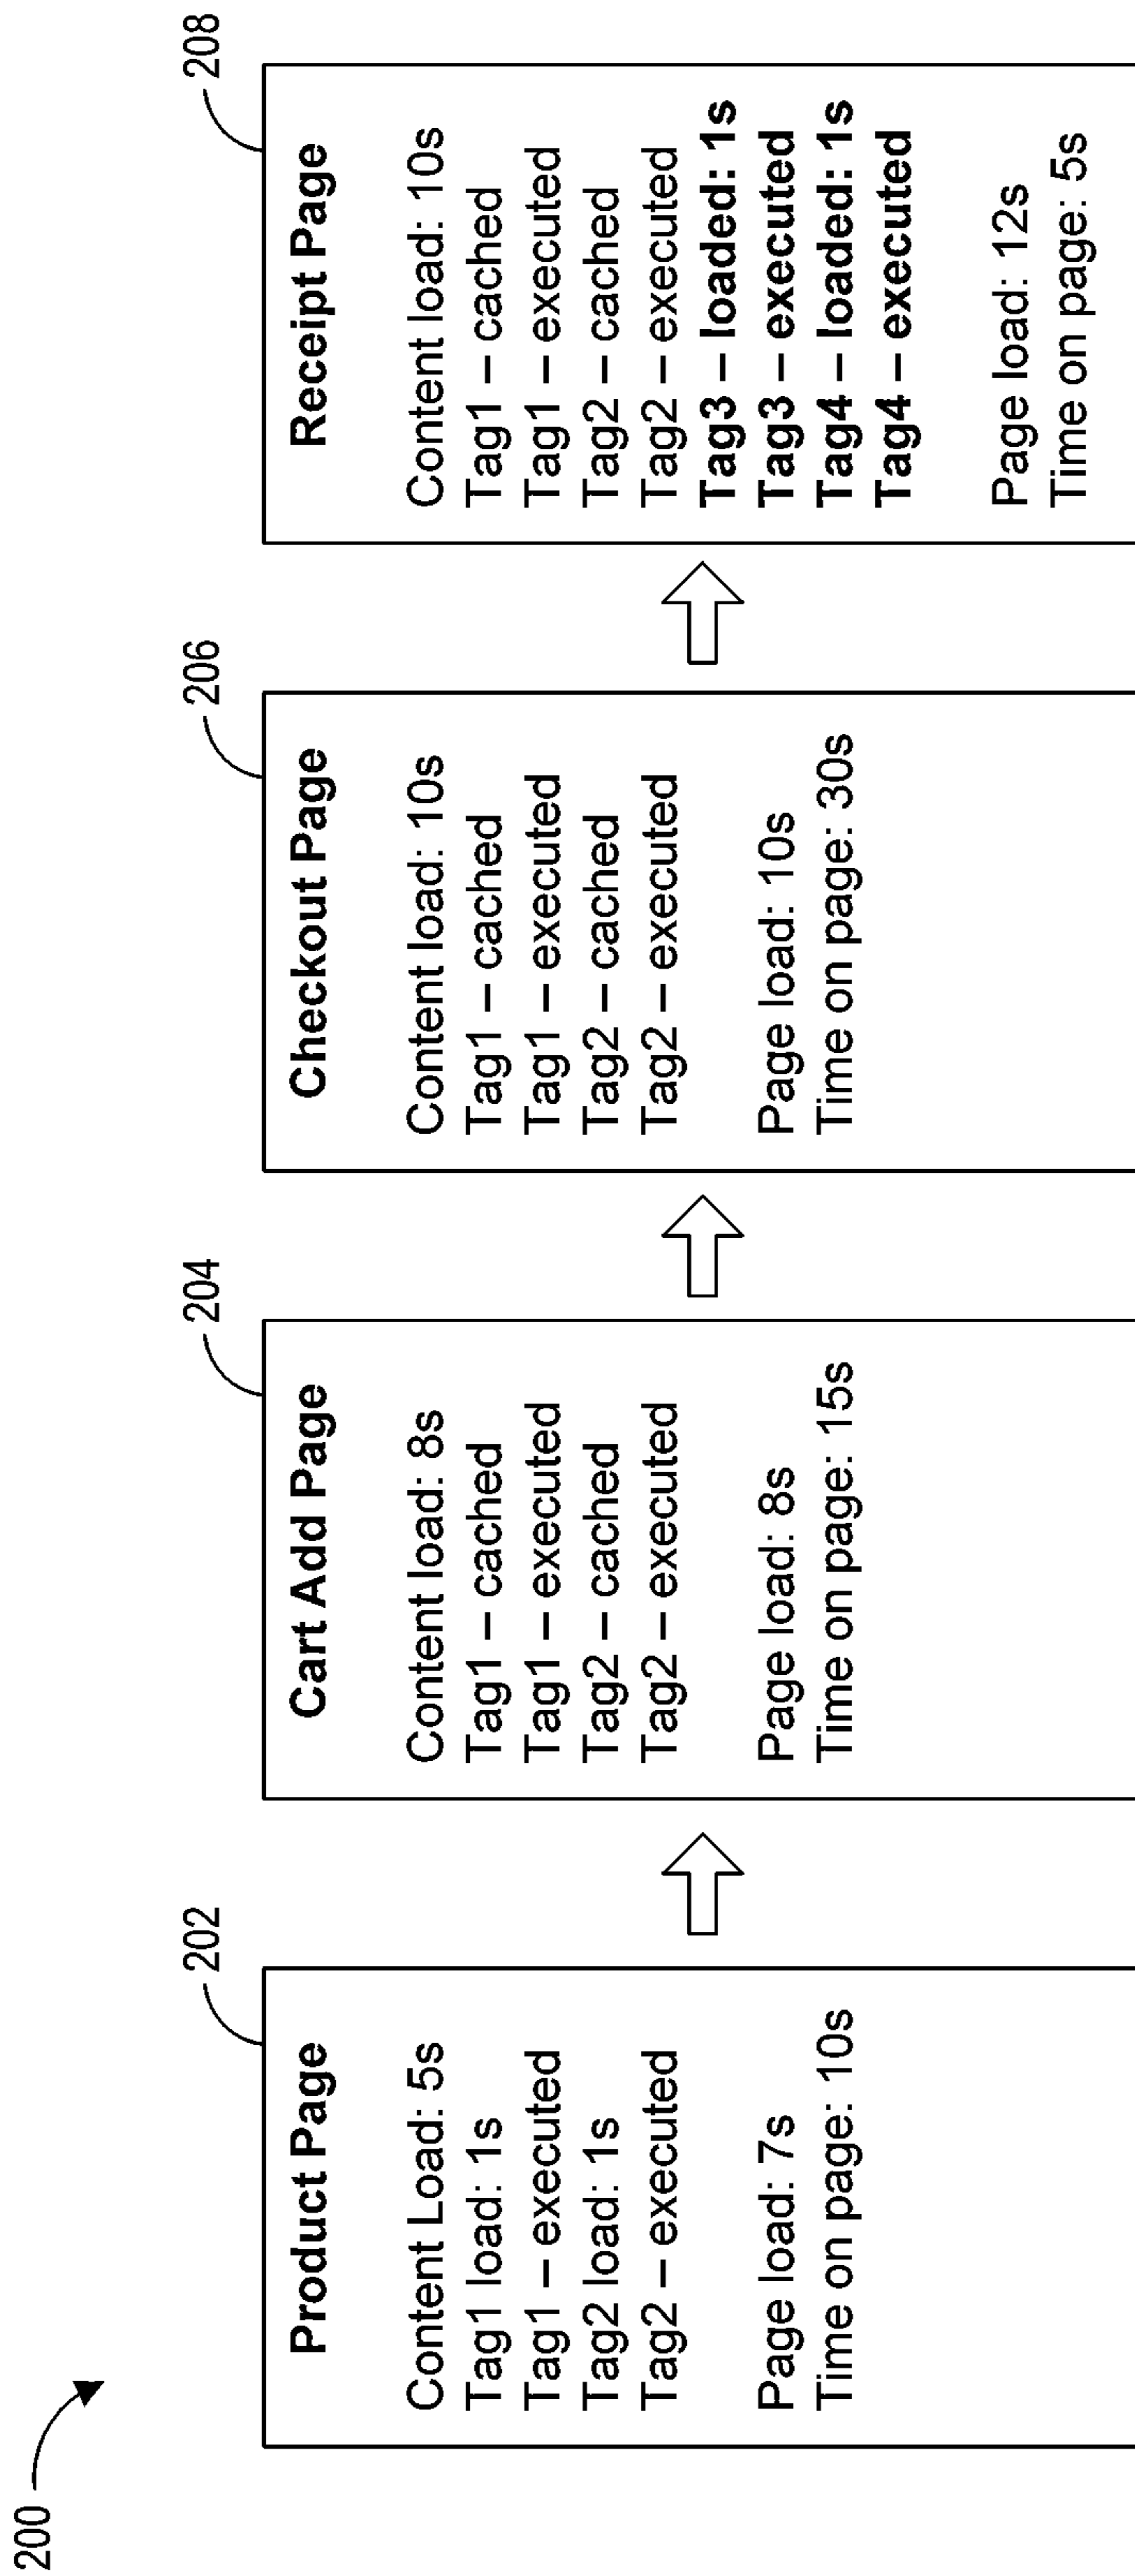 200
202
Product Page
Content Load: 5s
Tag1 load: 1s
Tag1 – executed
Tag2 load: 1s
Tag2 – executed
Page load: 7s
Time on page: 10s
204
Cart Add Page
Content load: 8s
Tag1 – cached
Tag1 – executed
Tag2 – cached
Tag2 – executed
Page load: 8s
Time on page: 15s
206
Checkout Page
Content load: 10s
Tag1 – cached
Tag1 – executed
Tag2 – cached
Tag2 – executed
Page load: 10s
Time on page: 30s
208
Receipt Page
Content load: 10s
Tag1 – cached
Tag1 – executed
Tag2 – cached
Tag2 – executed
Tag3 – loaded: 1s
Tag3 – executed
Tag4 – loaded: 1s
Tag4 – executed
Page load: 12s
Time on page: 5s